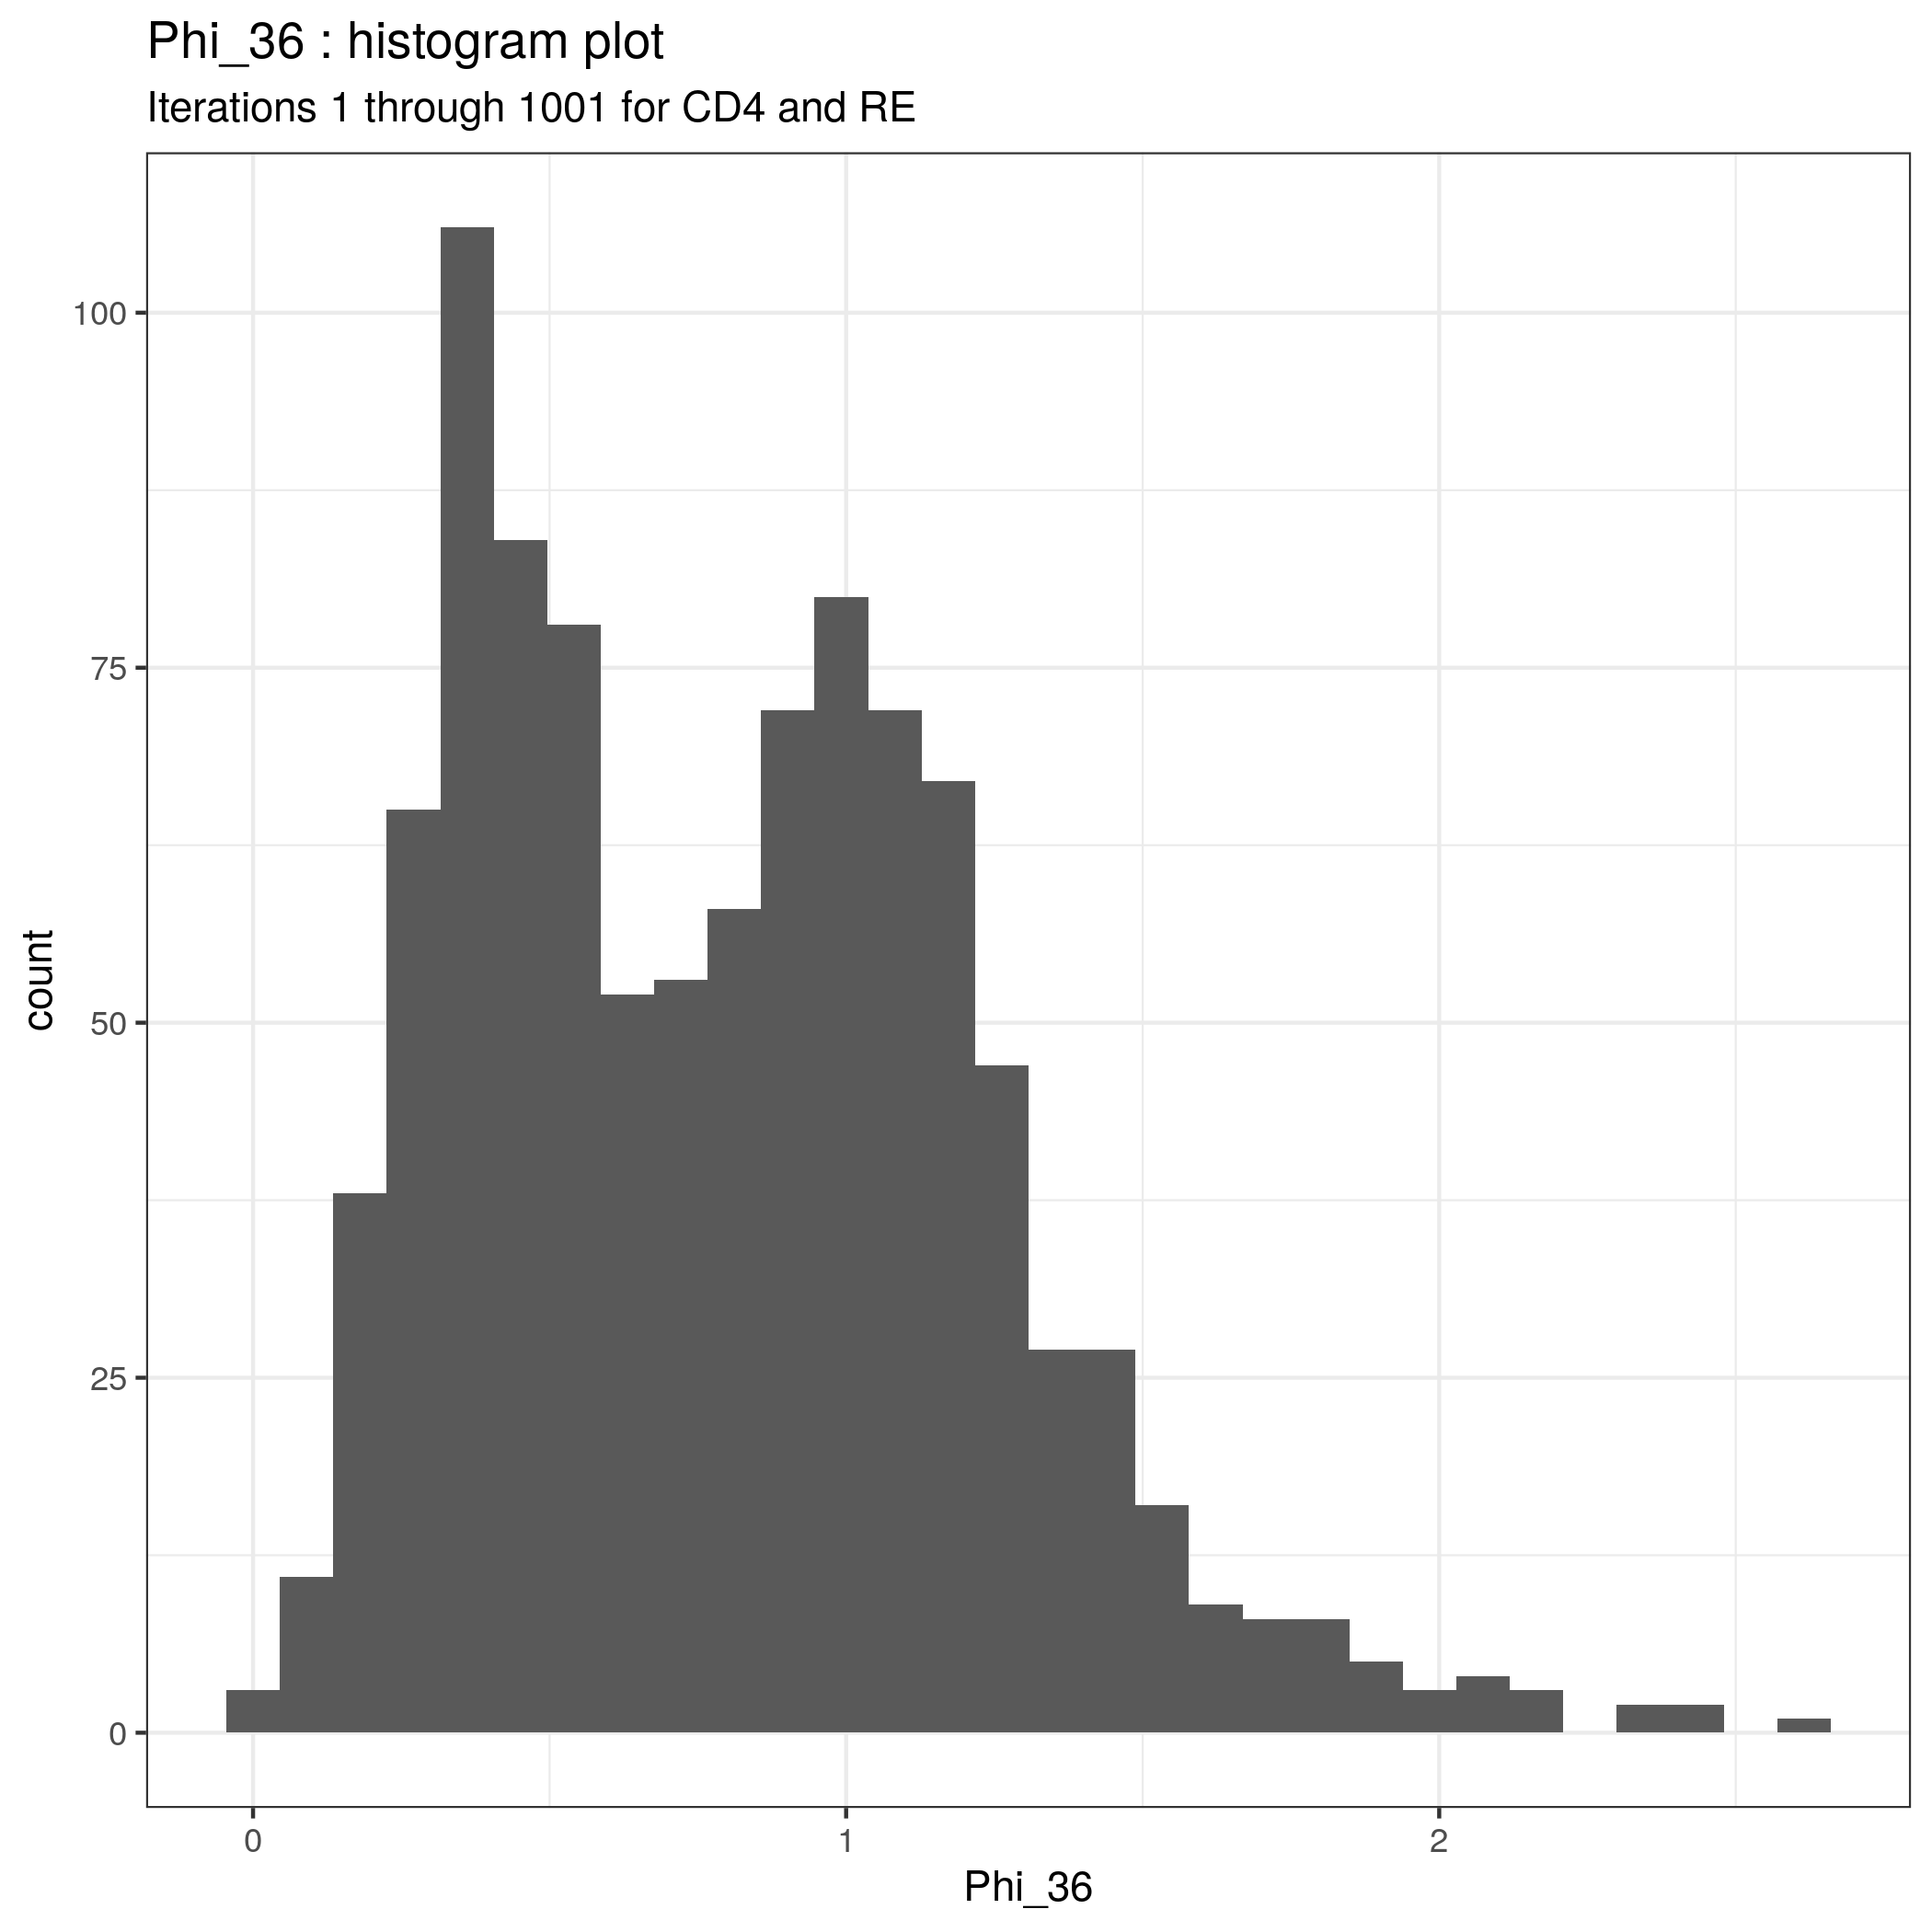 Phi_36 : histogram plot
Iterations 1 through 1001 for CD4 and RE
100
75
50
25
0
count
0 1 2
Phi_36